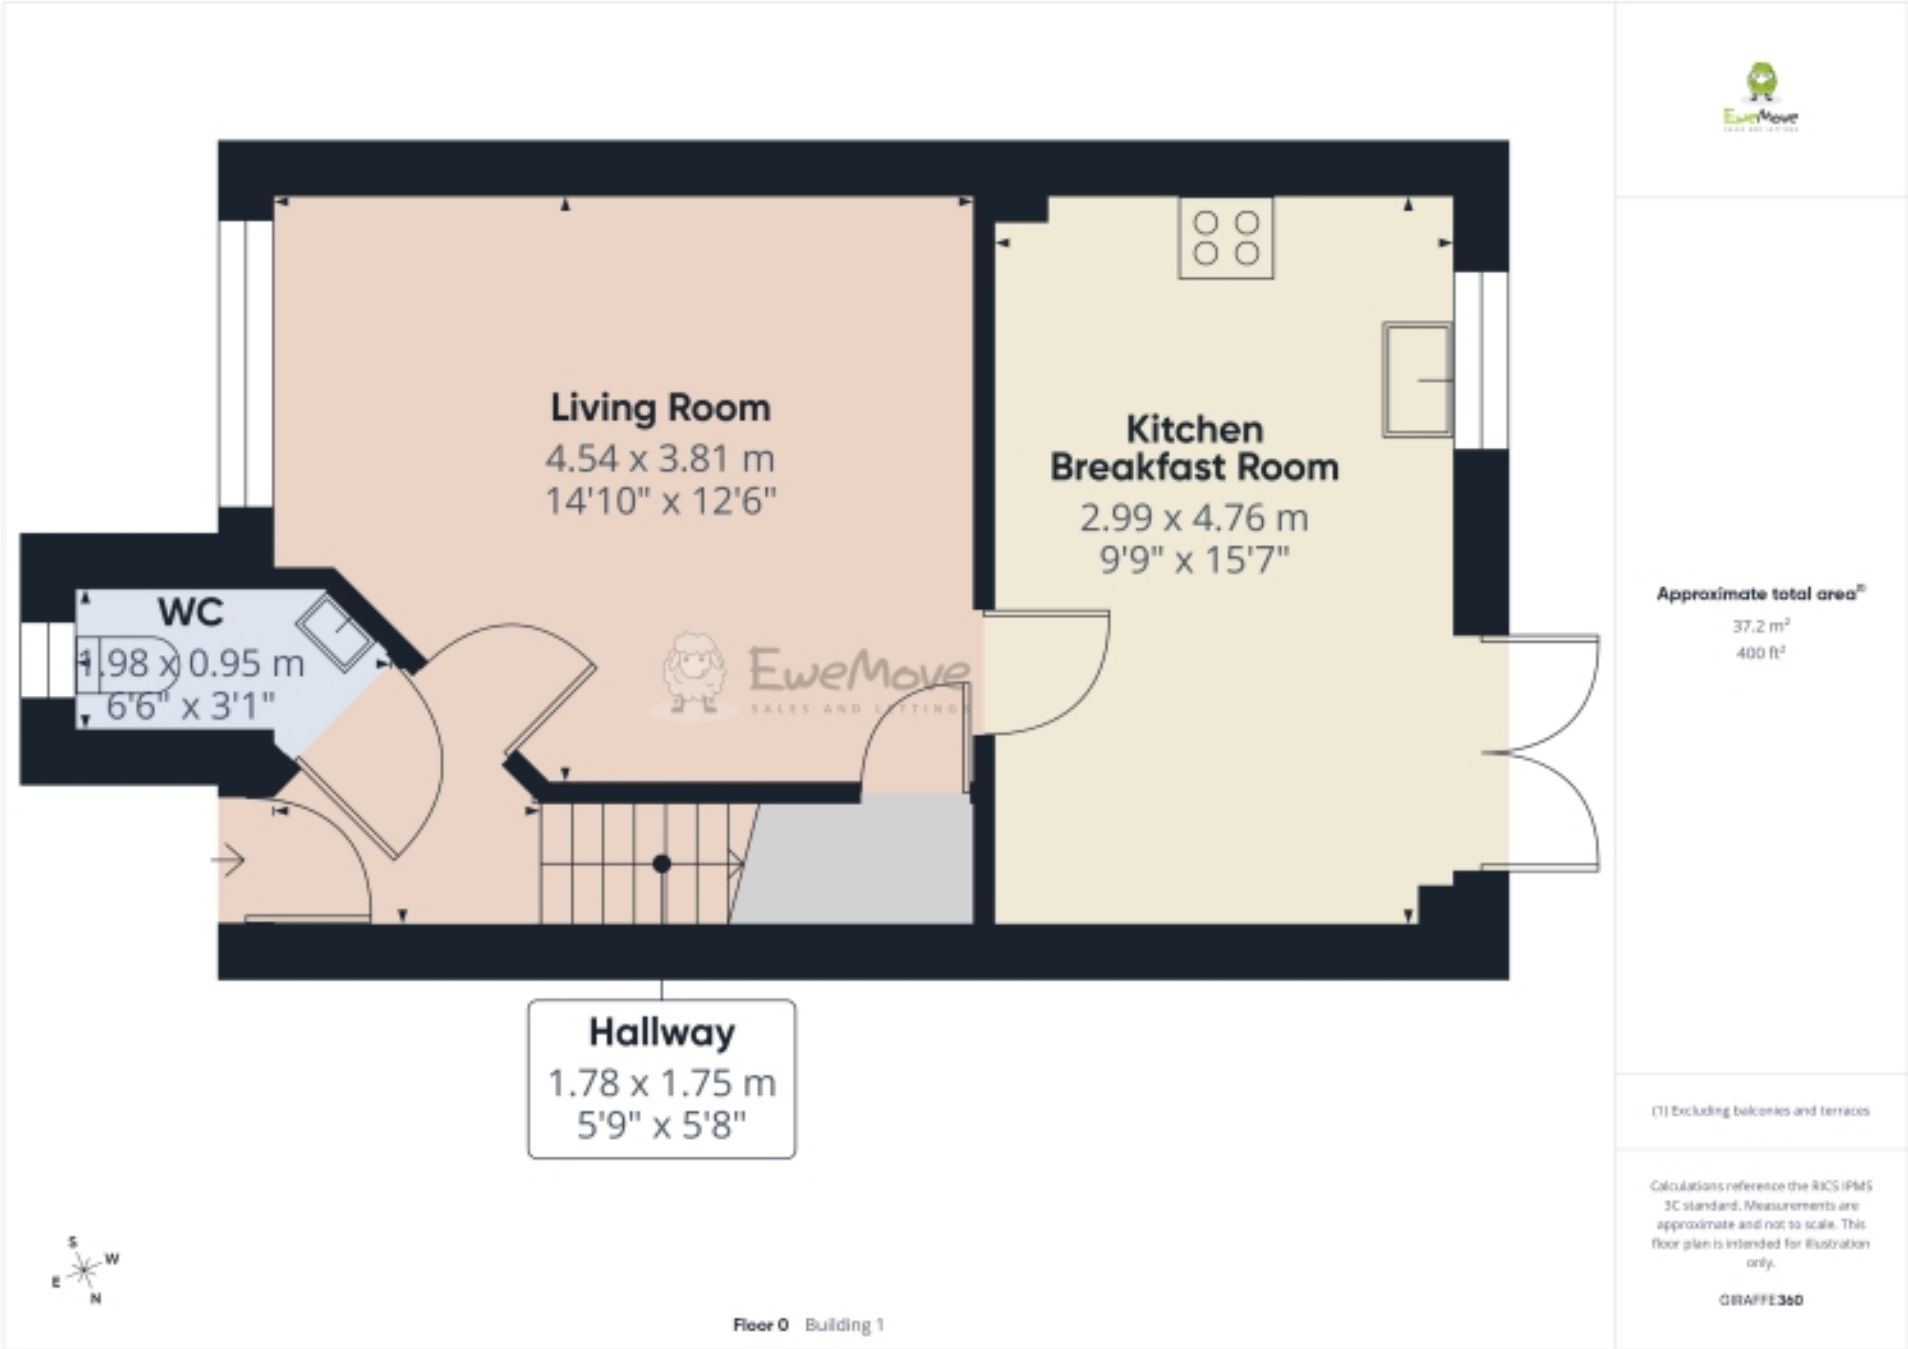 EweMove
SALES AND LETTINGS
Living Room
4.54 x 3.81 m
14'10" x 12'6"
Kitchen
Breakfast Room
2.99 x 4.76 m
9'9" x 15'7"
WC
1.98 x 0.95 m
6'6" x 3'1"
EweMove
SALES AND LETTINGS
Approximate total area(1)
37.2 m²
400 ft²
Hallway
1.78 x 1.75 m
5'9" x 5'8"
(1) Excluding balconies and terraces
Calculations reference the RICS IPMS
3C standard. Measurements are
approximate and not to scale. This
floor plan is intended for illustration
only.
GIRAFFE360
S
W
E
N
Floor 0 Building 1